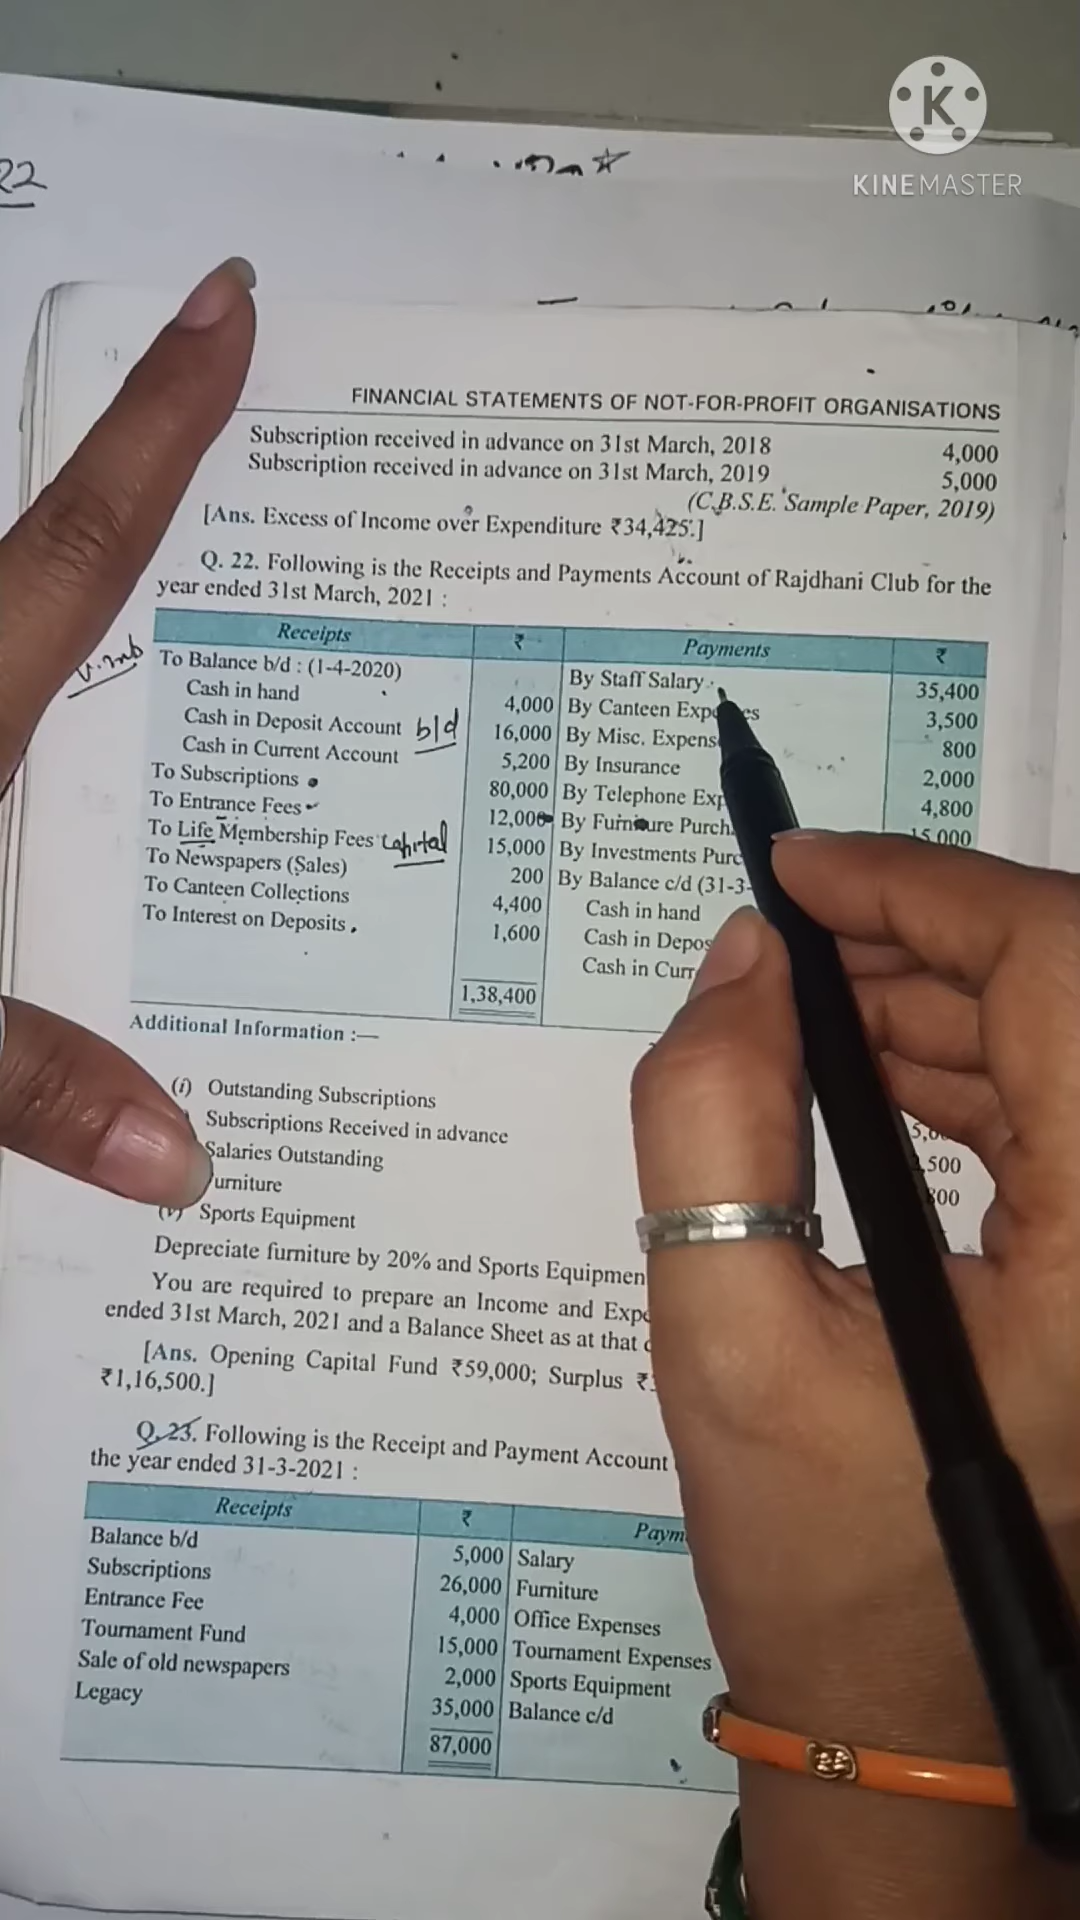 K
KINEMASTER
22
FINANCIAL STATEMENTS OF NOT-FOR-PROFIT ORGANISATIONS
Subscription received in advance on 31st March, 2018 4,000
Subscription received in advance on 31st March, 2019 5,000
(C.B.S.E. Sample Paper, 2019)
[Ans. Excess of Income over Expenditure ₹34,425.]
Q. 22. Following is the Receipts and Payments Account of Rajdhani Club for the
year ended 31st March, 2021 :
Receipts ₹ Payments ₹
V. Imb
To Balance b/d : (1-4-2020) By Staff Salary 35,400
Cash in hand 4,000 By Canteen Expenses 3,500
Cash in Deposit Account b/d 16,000 By Misc. Expens 800
Cash in Current Account 5,200 By Insurance 2,000
To Subscriptions 80,000 By Telephone Exp 4,800
To Entrance Fees 12,000 By Furniture Purch 15,000
To Life Membership Fees Capital 15,000 By Investments Purc
To Newspapers (Sales) 200 By Balance c/d (31-3-
To Canteen Collections 4,400 Cash in hand
To Interest on Deposits 1,600 Cash in Depos
Cash in Curr
1,38,400
Additional Information :—
(i) Outstanding Subscriptions
Subscriptions Received in advance
Salaries Outstanding ,500
urniture 800
(v) Sports Equipment
Depreciate furniture by 20% and Sports Equipmen
You are required to prepare an Income and Expe
ended 31st March, 2021 and a Balance Sheet as at that
[Ans. Opening Capital Fund ₹59,000; Surplus ₹
₹1,16,500.]
Q. 23. Following is the Receipt and Payment Account
the year ended 31-3-2021 :
Receipts ₹ Paym
Balance b/d 5,000 Salary
Subscriptions 26,000 Furniture
Entrance Fee 4,000 Office Expenses
Tournament Fund 15,000 Tournament Expenses
Sale of old newspapers 2,000 Sports Equipment
Legacy 35,000 Balance c/d
87,000